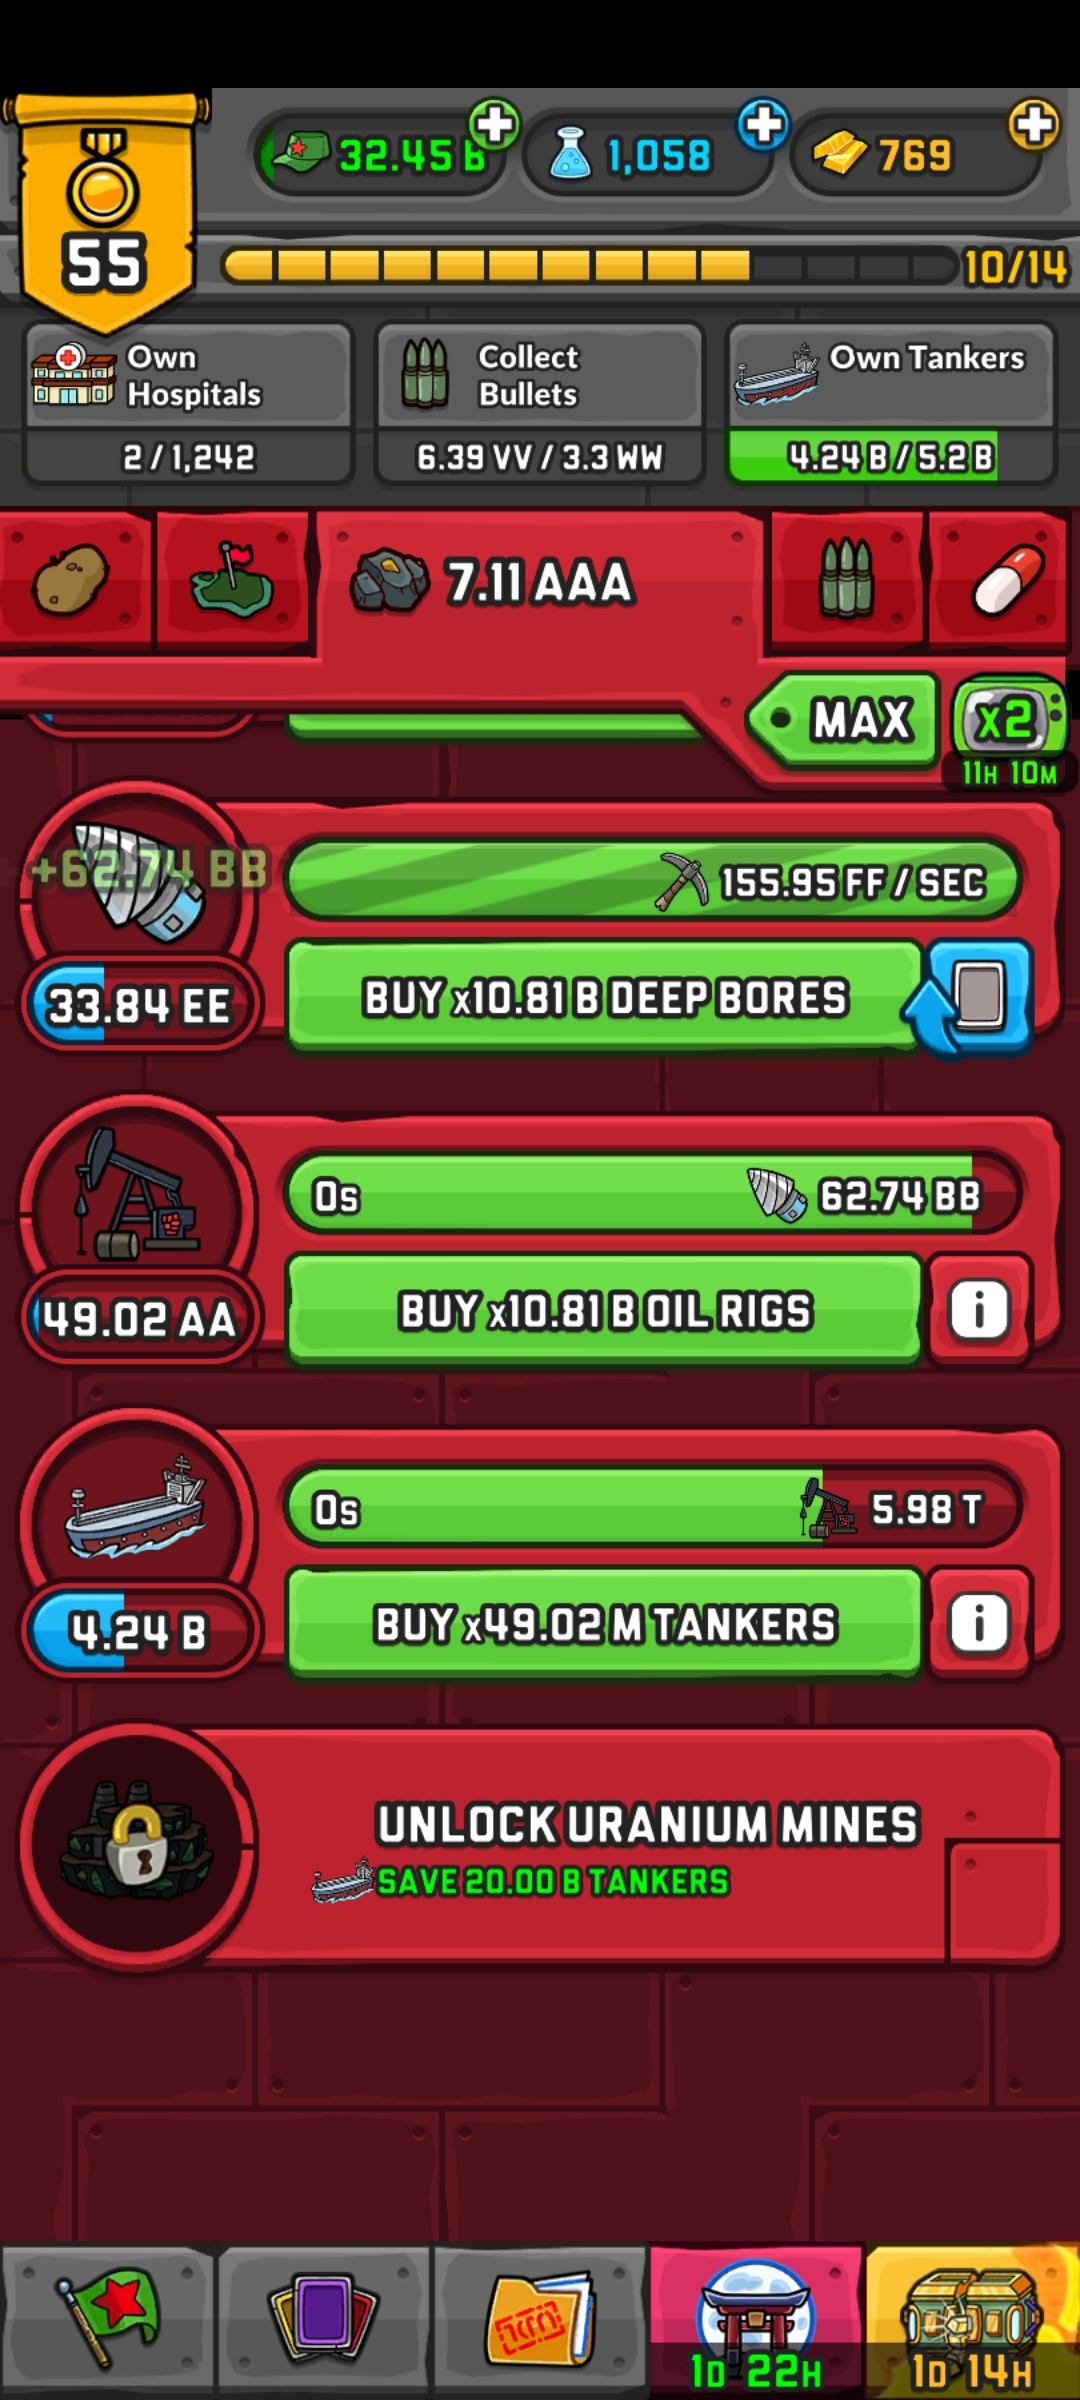 32.45 B
1,058
769
55
10/14
Own
Hospitals
2 / 1,242
Collect
Bullets
6.39 VV / 3.3 WW
Own Tankers
4.24 B / 5.2 B
7.11 AAA
MAX
x2
11H 10M
+62.74 BB
155.95 FF / SEC
33.84 EE
BUY x10.81 B DEEP BORES
0s
62.74 BB
49.02 AA
BUY x10.81 B OIL RIGS
i
0s
5.98 T
4.24 B
BUY x49.02 M TANKERS
i
UNLOCK URANIUM MINES
SAVE 20.00 B TANKERS
1D 22H
1D 14H